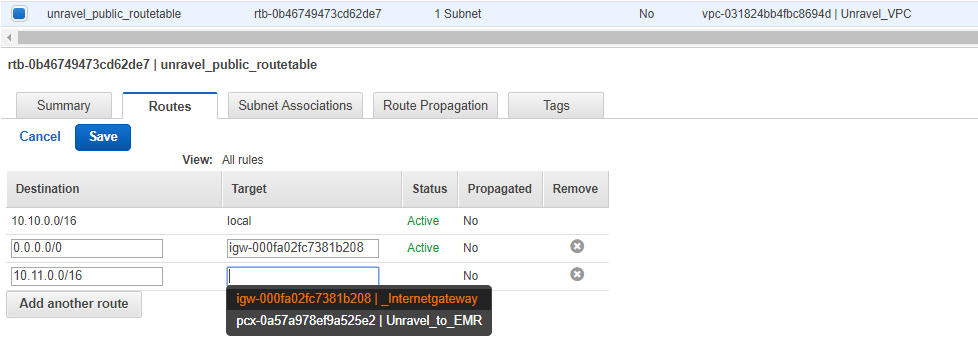 unravel_public_routetable rtb-0b46749473cd62de7 1 Subnet No vpc-031824bb4fbc8694d | Unravel_VPC
rtb-0b46749473cd62de7 | unravel_public_routetable
Summary Routes Subnet Associations Route Propagation Tags
Cancel Save
View: All rules
Destination Target Status Propagated Remove
10.10.0.0/16 local Active No
0.0.0.0/0 igw-000fa02fc7381b208 Active No
10.11.0.0/16 No
igw-000fa02fc7381b208 | _Internetgateway
Add another route
pcx-0a57a978ef9a525e2 | Unravel_to_EMR